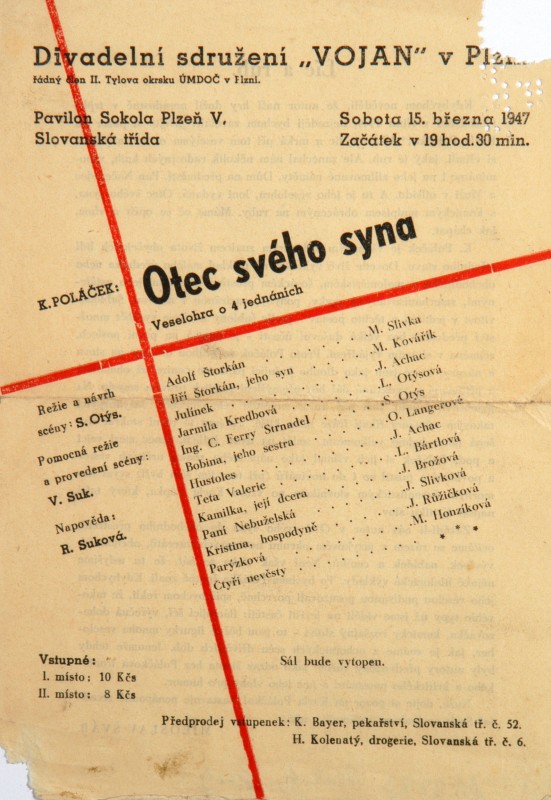 Divadelní sdružení „VOJAN" v Plzni
řádný člen II. Tylova okrsku ÚMDOČ v Plzni.
Pavilon Sokola Plzeň V,
Slovanská třída
Sobota 15. března 1947
Začátek v 19 hod. 30 min.
K. POLÁČEK:
Otec svého syna
Veselohra o 4 jednáních
Režie a návrh
scény: S. Otýs.
Pomocná režie
a provedení scény:
V. Suk.
Nápověda:
R. Suková.
Adolf Štorkán . . . . . . . M. Slivka
Jiří Štorkán, jeho syn . . . . . M. Kovářík
Julinek . . . . . . . . . J. Achac
Jarmila Kredbová . . . . . . L. Otýsová
Ing. C. Ferry Strnadel . . . . . S. Otýs
Bobina, jeho sestra . . . . . . O. Langerová
Hustoles . . . . . . . . . J. Achac
Teta Valerie . . . . . . . . L. Bártlová
Kamilka, její dcera . . . . . . J. Brožová
Paní Nebuželská . . . . . . . J. Slivková
Kristina, hospodyně . . . . . . J. Růžičková
Parýzková . . . . . . . . M. Honzíková
Čtyři nevěsty . . . . . . . * * *
Vstupné:
I. místo: 10 Kčs
II. místo: 8 Kčs
Sál bude vytopen.
Předprodej vstupenek: K. Bayer, pekařství, Slovanská tř. č. 52.
H. Kolenatý, drogerie, Slovanská tř. č. 6.